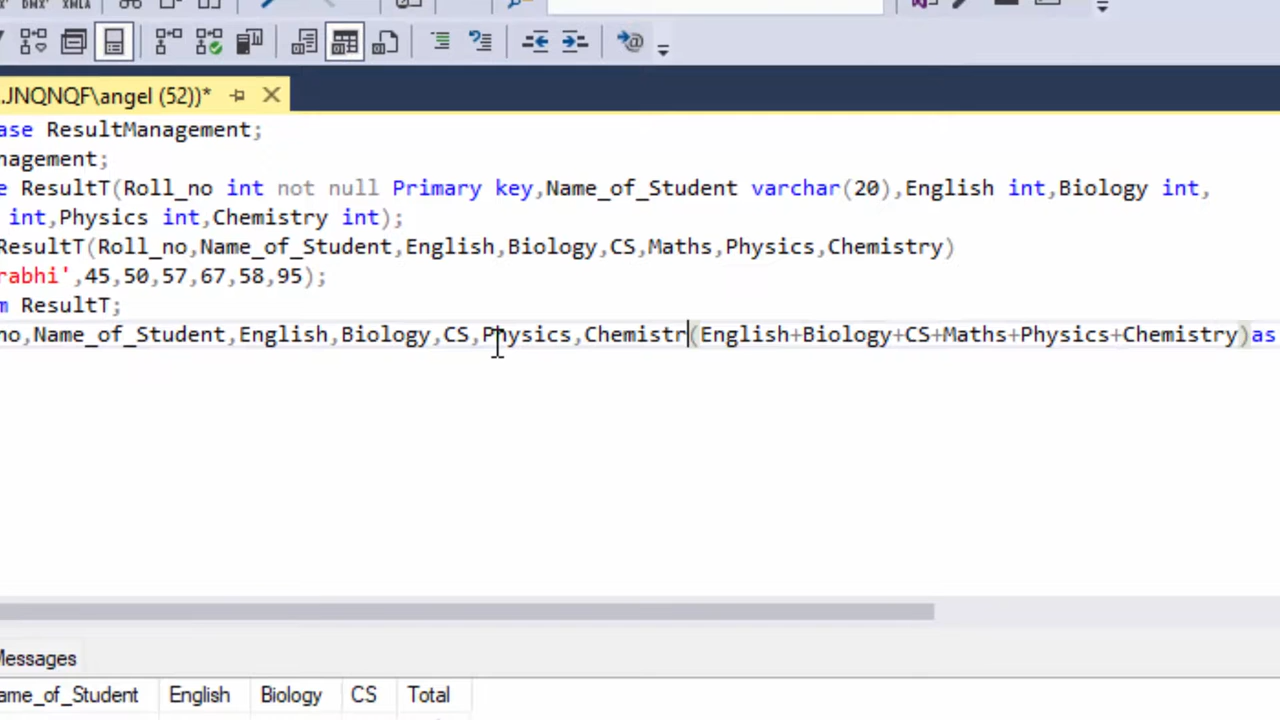 DMX XMLA
.JNQNQF\angel (52))*
ase ResultManagement;
nagement;
e ResultT(Roll_no int not null Primary key,Name_of_Student varchar(20),English int,Biology int,
int,Physics int,Chemistry int);
ResultT(Roll_no,Name_of_Student,English,Biology,CS,Maths,Physics,Chemistry)
rabhi',45,50,57,67,58,95);
m ResultT;
no,Name_of_Student,English,Biology,CS,Physics,Chemistr(English+Biology+CS+Maths+Physics+Chemistry)as
Messages
ame_of_Student English Biology CS Total